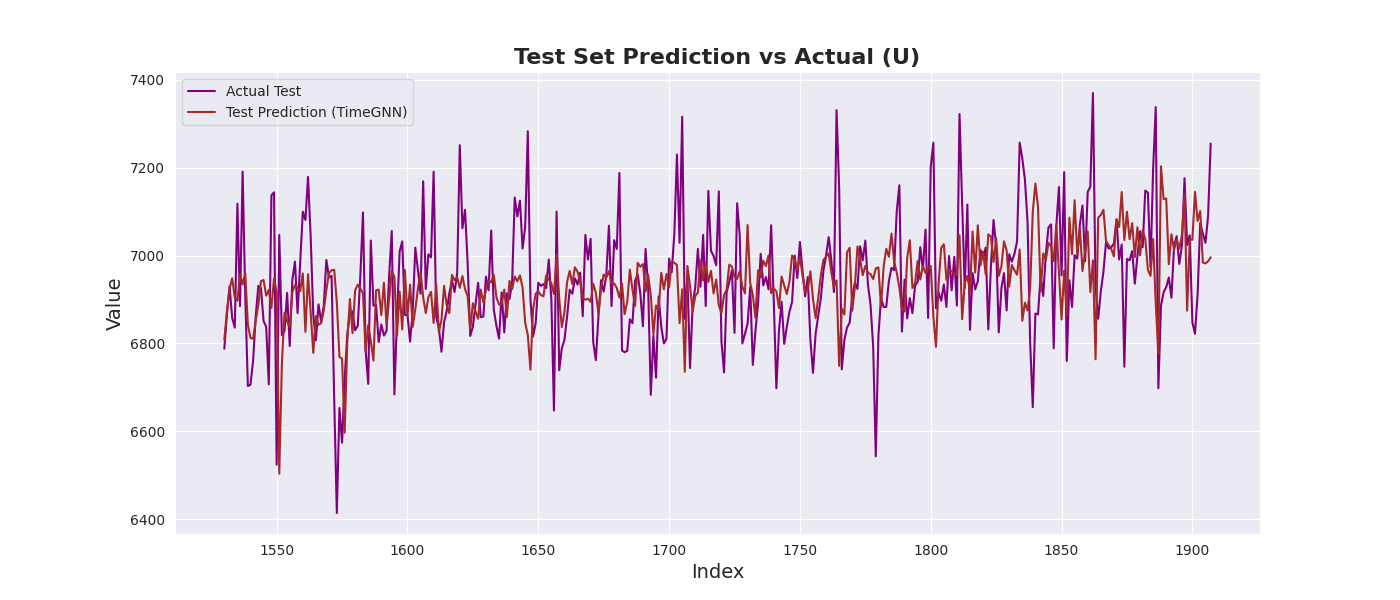 Test Set Prediction vs Actual (U)
7400
7200
7000
6800
6600
6400
Value
Actual Test
Test Prediction (TimeGNN)
1550 1600 1650 1700 1750 1800 1850 1900
Index